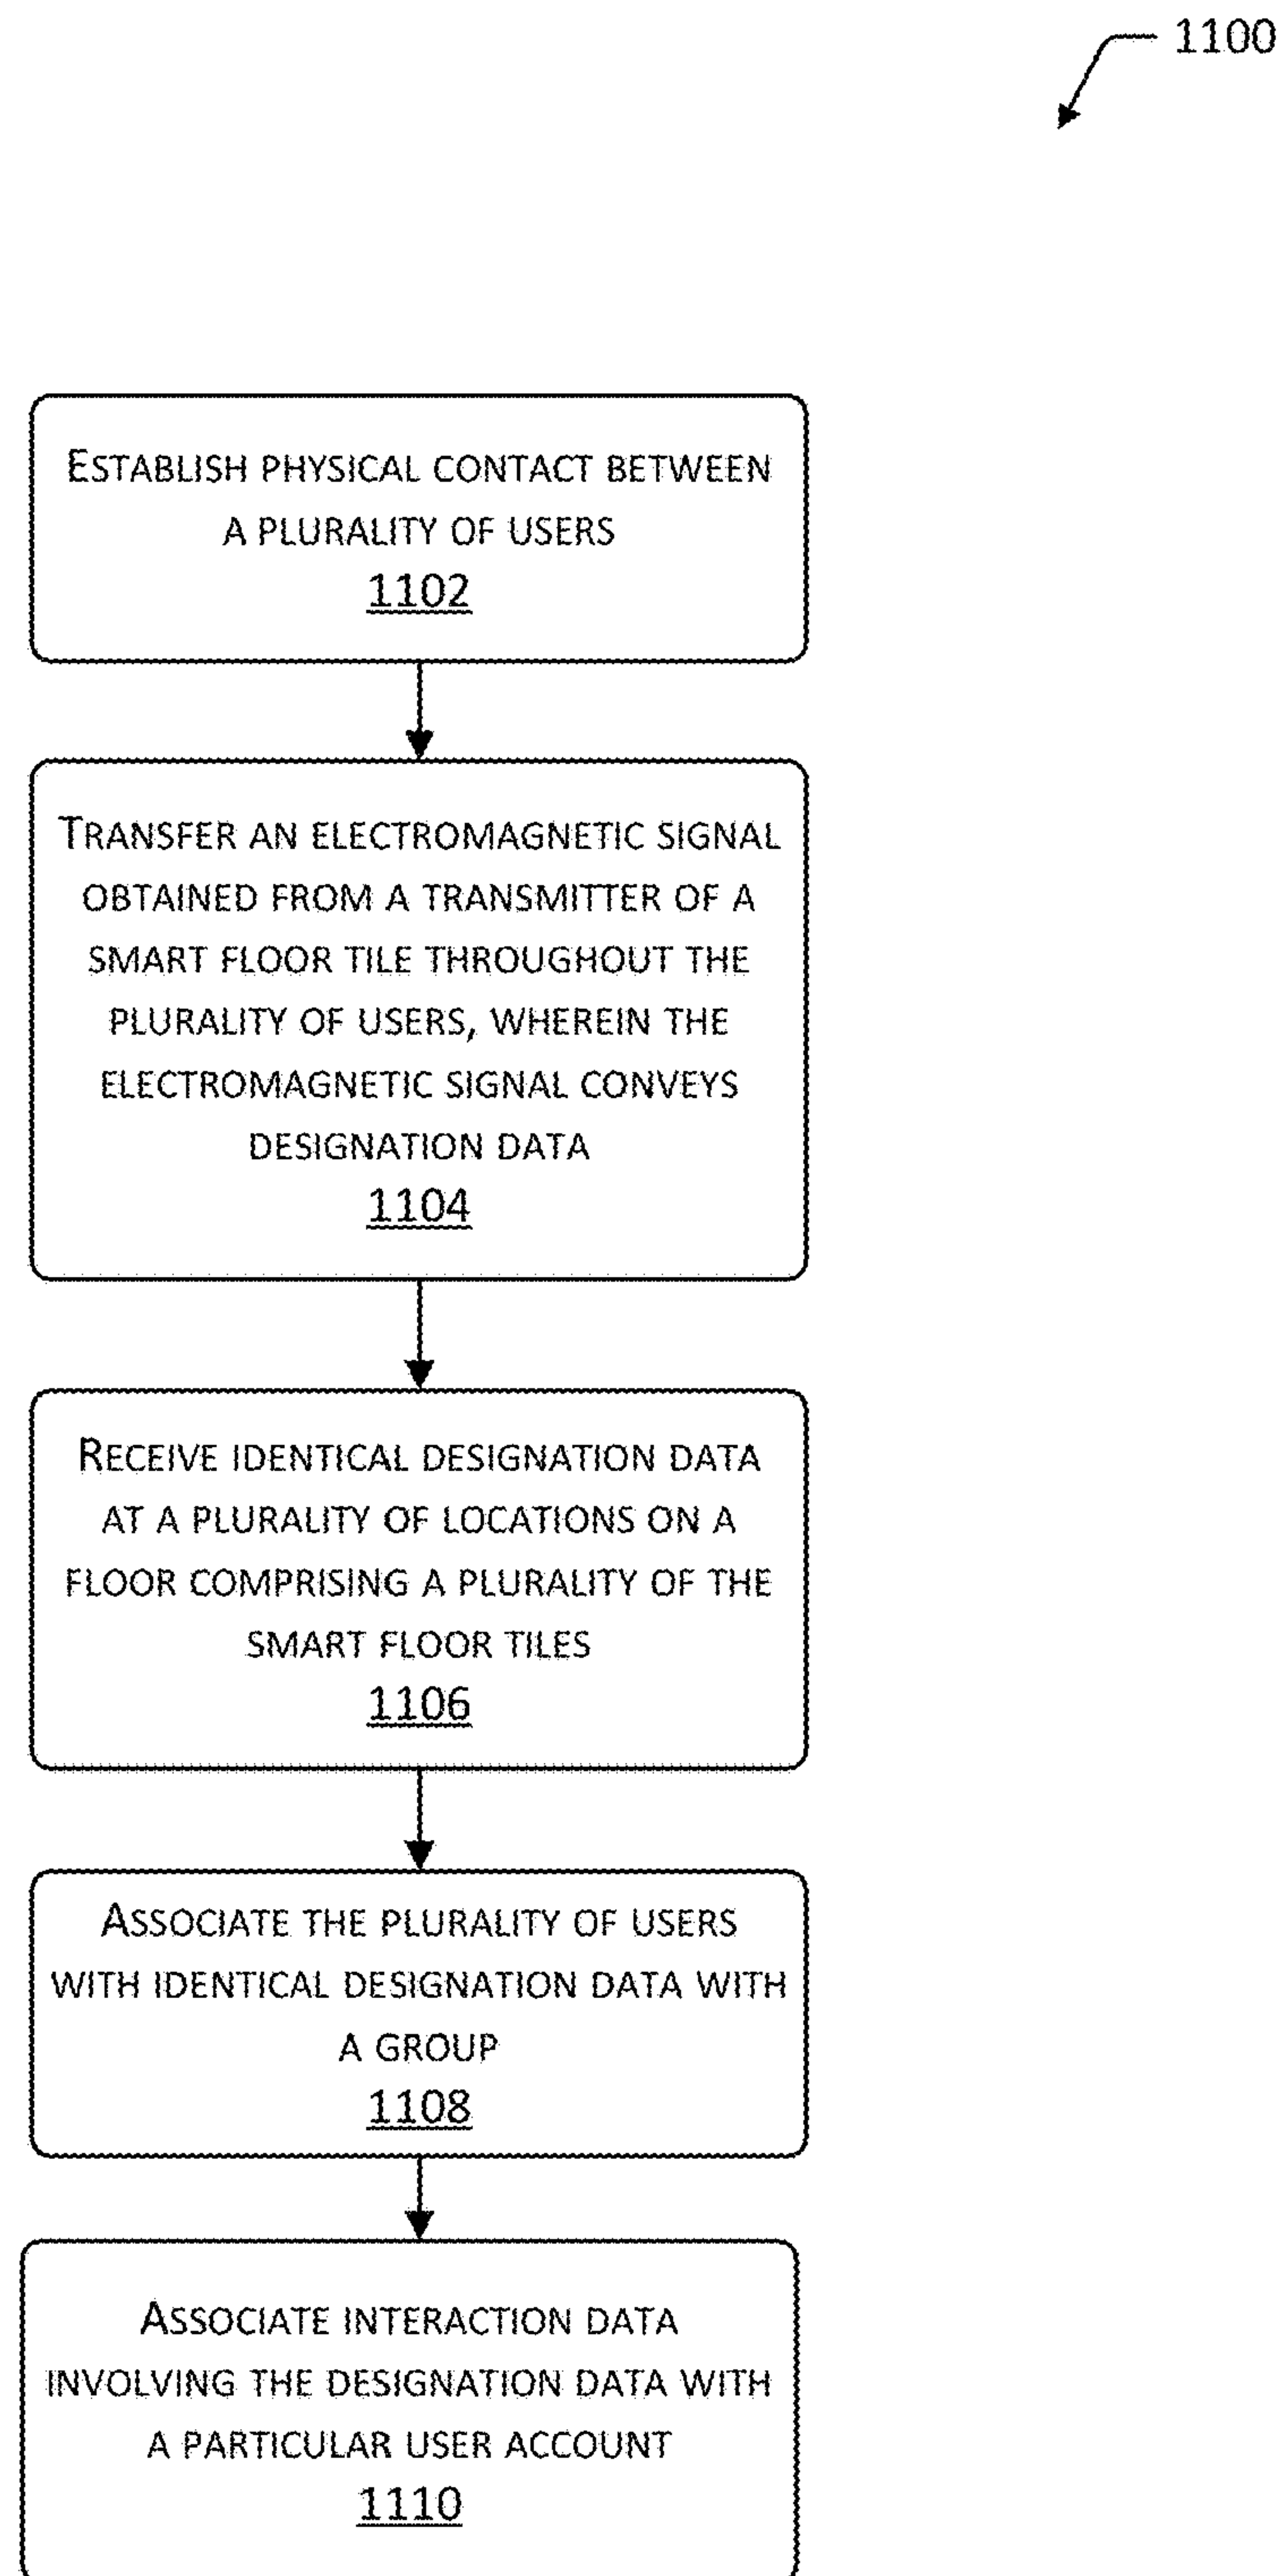 1100
ESTABLISH PHYSICAL CONTACT BETWEEN
A PLURALITY OF USERS
1102
TRANSFER AN ELECTROMAGNETIC SIGNAL
OBTAINED FROM A TRANSMITTER OF A
SMART FLOOR TILE THROUGHOUT THE
PLURALITY OF USERS, WHEREIN THE
ELECTROMAGNETIC SIGNAL CONVEYS
DESIGNATION DATA
1104
RECEIVE IDENTICAL DESIGNATION DATA
AT A PLURALITY OF LOCATIONS ON A
FLOOR COMPRISING A PLURALITY OF THE
SMART FLOOR TILES
1106
ASSOCIATE THE PLURALITY OF USERS
WITH IDENTICAL DESIGNATION DATA WITH
A GROUP
1108
ASSOCIATE INTERACTION DATA
INVOLVING THE DESIGNATION DATA WITH
A PARTICULAR USER ACCOUNT
1110